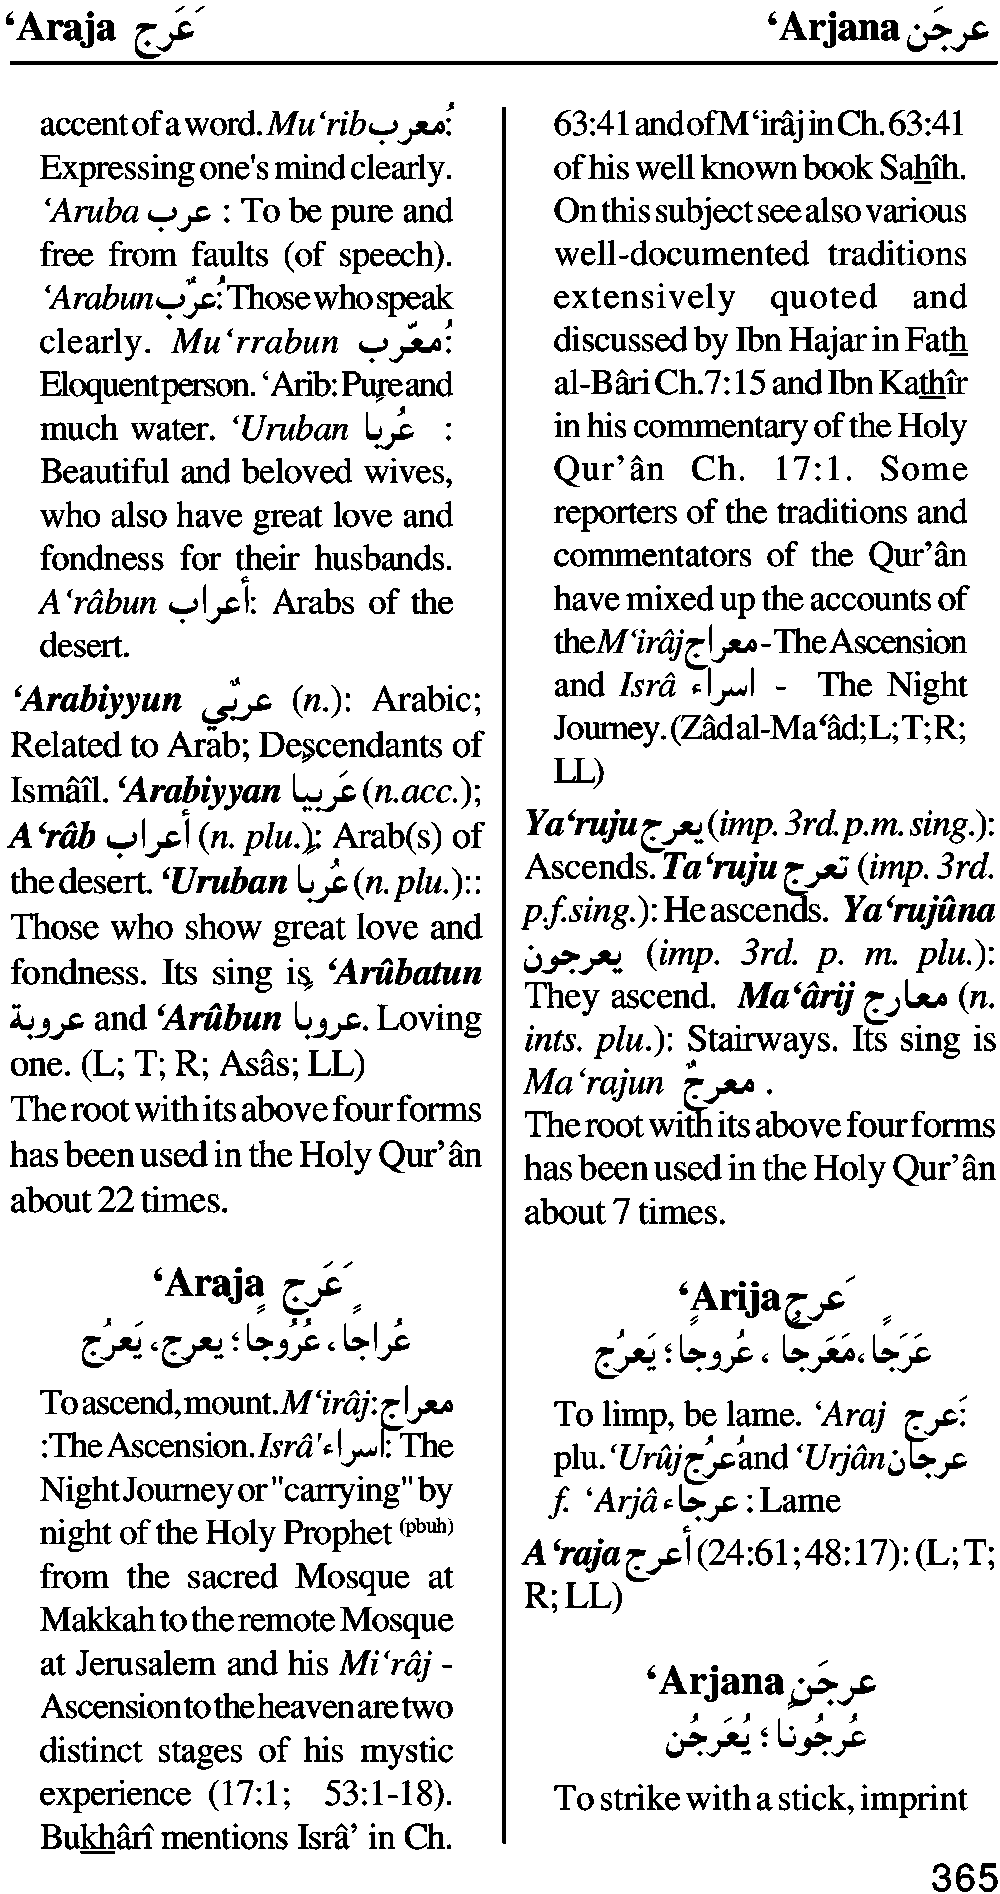 ‘Araja عَرَج
‘Arjana عرجَن
accent of a word. Mu‘rib مُعرب:
Expressing one's mind clearly.
‘Aruba عرب : To be pure and
free from faults (of speech).
‘Arabun عربٌ: Those who speak
clearly. Mu‘rrabun مُعرّب:
Eloquent person. ‘Arib: Pure and
much water. ‘Uruban عُرُباً :
Beautiful and beloved wives,
who also have great love and
fondness for their husbands.
A‘râbun أعراب: Arabs of the
desert.
‘Arabiyyun عربيٌّ (n.): Arabic;
Related to Arab; Descendants of
Ismâîl. ‘Arabiyyan عَربيا (n.acc.);
A‘râb أعراب (n. plu.): Arab(s) of
the desert. ‘Uruban عُربا (n. plu.)::
Those who show great love and
fondness. Its sing is ‘Arûbatun
عروبة and ‘Arûbun عروبا. Loving
one. (L; T; R; Asâs; LL)
The root with its above four forms
has been used in the Holy Qur’ân
about 22 times.
‘Araja عَرَج
عُراجًا، عُرُوجًا؛ يعرج، يَعرُج
To ascend, mount. M‘irâj: معراج
:The Ascension. Isrâ' اسراء: The
Night Journey or "carrying" by
night of the Holy Prophet (pbuh)
from the sacred Mosque at
Makkah to the remote Mosque
at Jerusalem and his Mi‘râj -
Ascension to the heaven are two
distinct stages of his mystic
experience (17:1; 53:1-18).
Bukhârî mentions Isrâ’ in Ch.
63:41 and of M‘irâj in Ch. 63:41
of his well known book Sahîh.
On this subject see also various
well-documented traditions
extensively quoted and
discussed by Ibn Hajar in Fath
al-Bâri Ch.7:15 and Ibn Kathîr
in his commentary of the Holy
Qur’ân Ch. 17:1. Some
reporters of the traditions and
commentators of the Qur’ân
have mixed up the accounts of
the M‘irâj معراج - The Ascension
and Isrâ اسراء - The Night
Journey. (Zâd al-Ma‘âd; L; T; R;
LL)
Ya‘ruju يعرج (imp. 3rd. p.m. sing.):
Ascends. Ta‘ruju تعرج (imp. 3rd.
p.f.sing.): He ascends. Ya‘rujûna
يعرجون (imp. 3rd. p. m. plu.):
They ascend. Ma‘ârij معارج (n.
ints. plu.): Stairways. Its sing is
Ma‘rajun معرجٌ .
The root with its above four forms
has been used in the Holy Qur’ân
about 7 times.
‘Arija عَرِج
عَرَجًا، مَعَرجًا، عُروجًا؛ يَعرُج
To limp, be lame. ‘Araj عرج:
plu. ‘Urûj عُرُج and ‘Urjân عرجان
f. ‘Arjâ عرجاء : Lame
A‘raja أعرج (24:61; 48:17): (L; T;
R; LL)
‘Arjana عرجَن
عُرجُونًا؛ يُعَرجُن
To strike with a stick, imprint
365